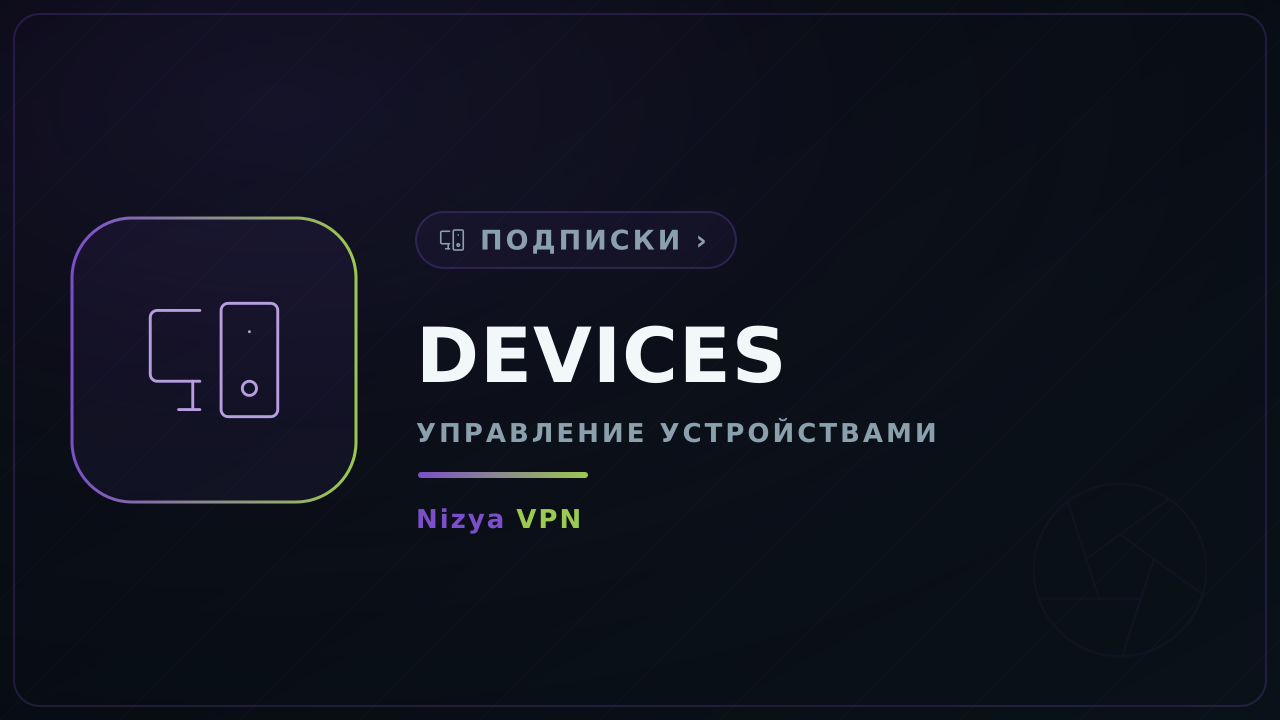 ПОДПИСКИ ›
DEVICES
УПРАВЛЕНИЕ УСТРОЙСТВАМИ
Nizya VPN